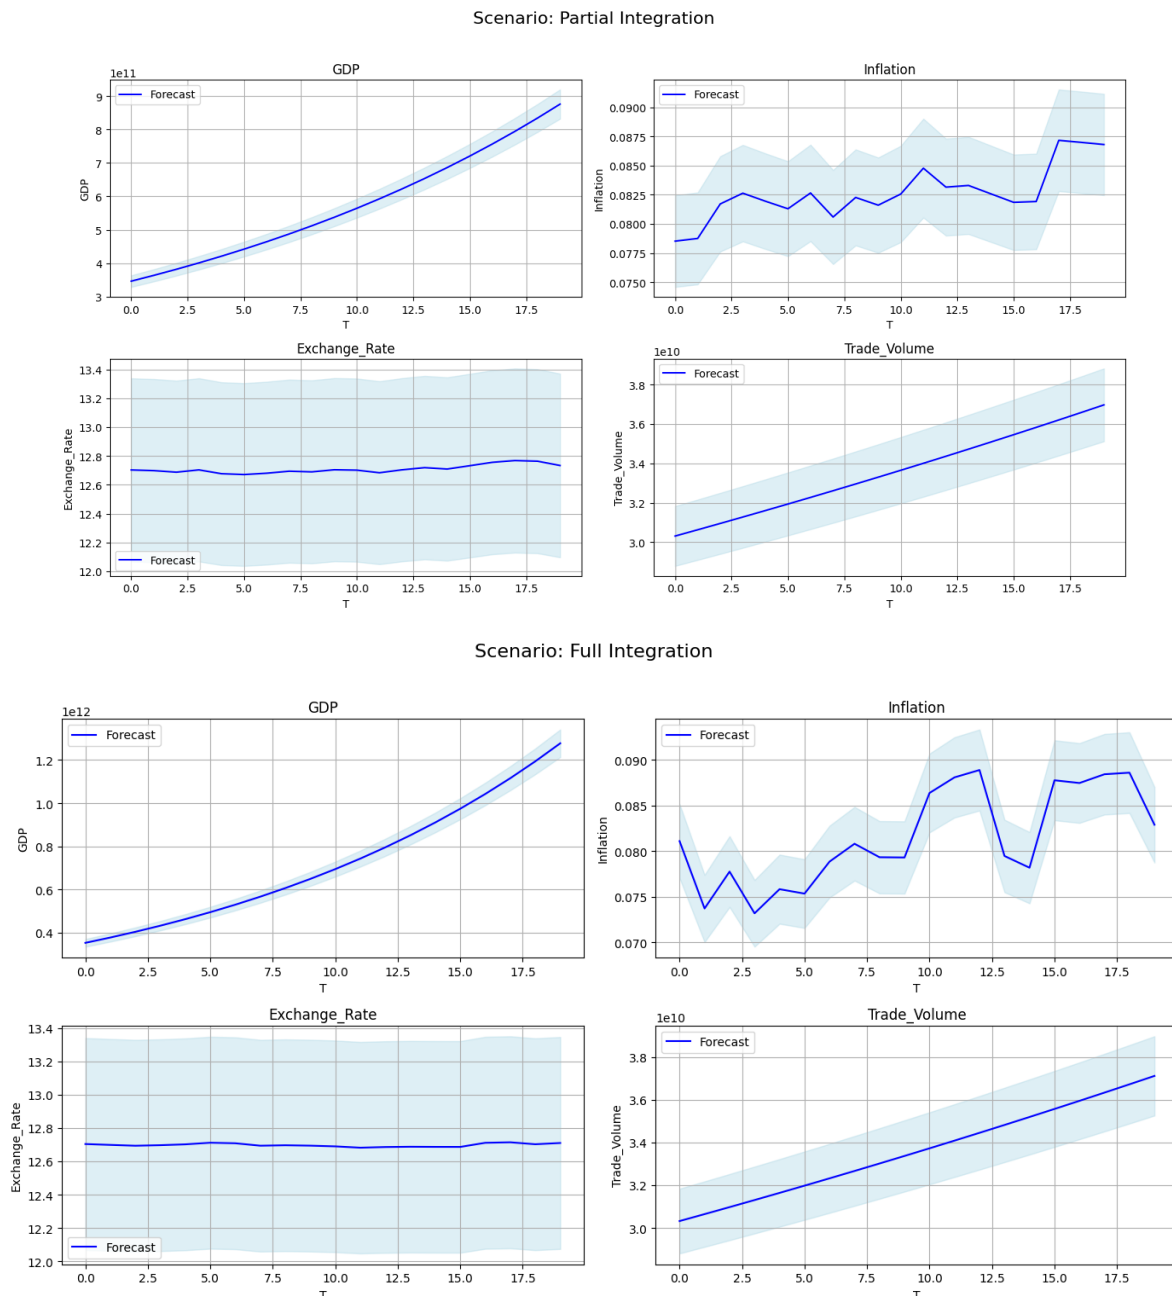 Scenario: Partial Integration
GDP
1e11
Forecast
9
8
7
6
5
4
3
GDP
0.0 2.5 5.0 7.5 10.0 12.5 15.0 17.5
T
Inflation
Forecast
0.0900
0.0875
0.0850
0.0825
0.0800
0.0775
0.0750
Inflation
0.0 2.5 5.0 7.5 10.0 12.5 15.0 17.5
T
Exchange_Rate
13.4
13.2
13.0
12.8
12.6
12.4
12.2
12.0
Exchange_Rate
Forecast
0.0 2.5 5.0 7.5 10.0 12.5 15.0 17.5
T
Trade_Volume
1e10
Forecast
3.8
3.6
3.4
3.2
3.0
Trade_Volume
0.0 2.5 5.0 7.5 10.0 12.5 15.0 17.5
T
Scenario: Full Integration
GDP
1e12
Forecast
1.2
1.0
0.8
0.6
0.4
GDP
0.0 2.5 5.0 7.5 10.0 12.5 15.0 17.5
T
Inflation
Forecast
0.090
0.085
0.080
0.075
0.070
Inflation
0.0 2.5 5.0 7.5 10.0 12.5 15.0 17.5
T
Exchange_Rate
13.4
13.2
13.0
12.8
12.6
12.4
12.2
12.0
Exchange_Rate
Forecast
0.0 2.5 5.0 7.5 10.0 12.5 15.0 17.5
T
Trade_Volume
1e10
Forecast
3.8
3.6
3.4
3.2
3.0
Trade_Volume
0.0 2.5 5.0 7.5 10.0 12.5 15.0 17.5
T